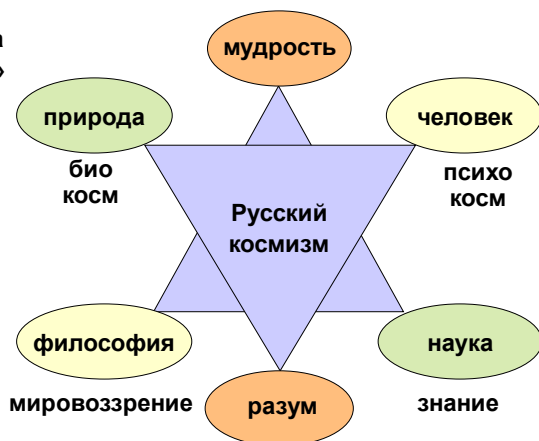 а
»
мудрость
природа
человек
био
косм
психо
косм
Русский
космизм
философия
наука
мировоззрение
разум
знание